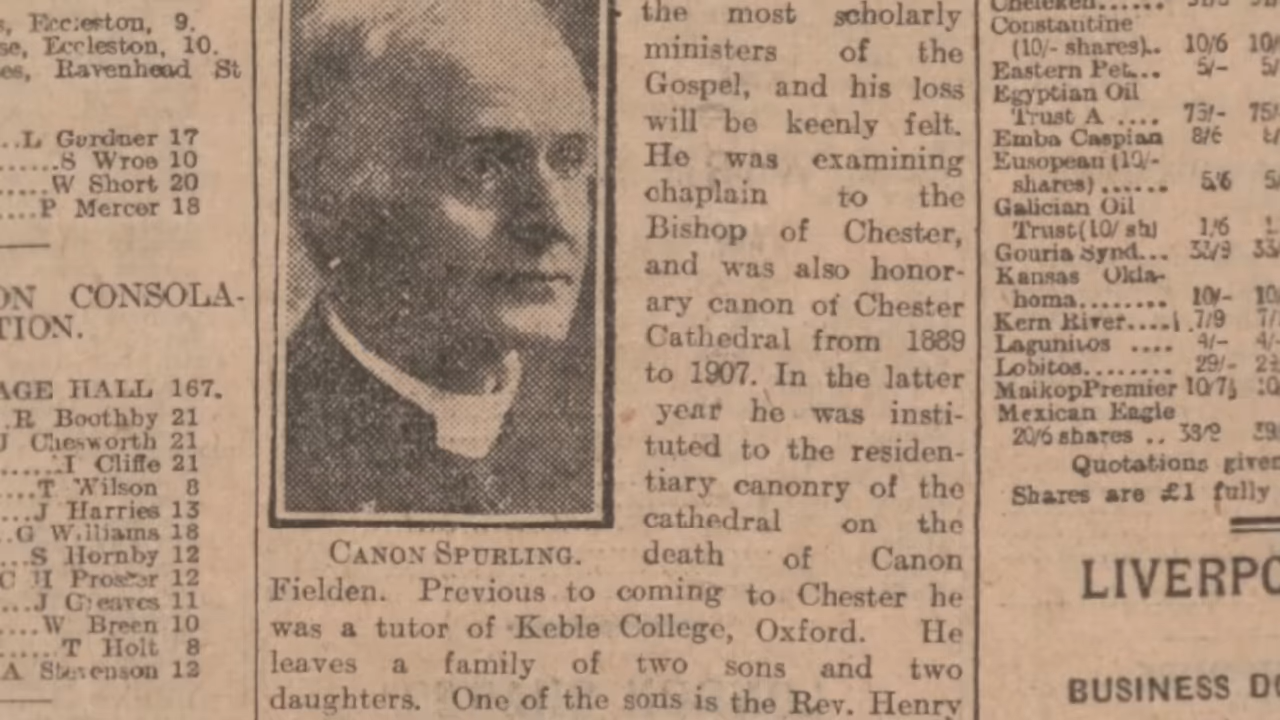 s, Eccleston, 9.
se, Eccleston, 10.
es, Ravenhead St
...L Gardner 17
.......S Wroe 10
.....W Short 20
.....P Mercer 18
ON CONSOLA-
TION.
AGE HALL 167.
.R Boothby 21
J Chesworth 21
......I Cliffe 21
....T Wilson 8
...J Harries 13
..G Williams 18
...S Hornby 12
C H Prosser 12
...J Greaves 11
....W Breen 10
......T Holt 8
A Stevenson 12
CANON SPURLING.
the most scholarly
ministers of the
Gospel, and his loss
will be keenly felt.
He was examining
chaplain to the
Bishop of Chester,
and was also honor-
ary canon of Chester
Cathedral from 1889
to 1907. In the latter
year he was insti-
tuted to the residen-
tiary canonry of the
cathedral on the
death of Canon
Fielden. Previous to coming to Chester he
was a tutor of Keble College, Oxford. He
leaves a family of two sons and two
daughters. One of the sons is the Rev. Henry
Constantine
(10/- shares).. 10/6 10/
Eastern Pet... 5/- 5/
Egyptian Oil
Trust A .... 75/
Emba Caspian 8/6
Eusopean (10/-
shares) ...... 5/6 5
Galician Oil
Trust(10/ sh) 1/6 1
Gouria Synd... 33/9 33
Kansas Okla-
homa........ 10/- 10
Kern River.... 7/9 7/
Lagunitos .... 4/- 4/
Lobitos....... 29/-
MaikopPremier 10/7½ 10
Mexican Eagle
20/6 shares ..
Quotations given
Shares are £1 fully
LIVERPO
BUSINESS DO